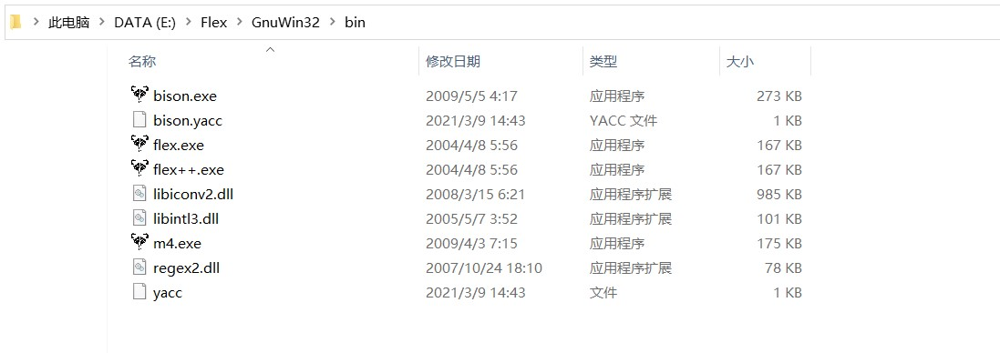 此电脑 > DATA (E:) > Flex > GnuWin32 > bin
名称 修改日期 类型 大小
bison.exe 2009/5/5 4:17 应用程序 273 KB
bison.yacc 2021/3/9 14:43 YACC 文件 1 KB
flex.exe 2004/4/8 5:56 应用程序 167 KB
flex++.exe 2004/4/8 5:56 应用程序 167 KB
libiconv2.dll 2008/3/15 6:21 应用程序扩展 985 KB
libintl3.dll 2005/5/7 3:52 应用程序扩展 101 KB
m4.exe 2009/4/3 7:15 应用程序 175 KB
regex2.dll 2007/10/24 18:10 应用程序扩展 78 KB
yacc 2021/3/9 14:43 文件 1 KB